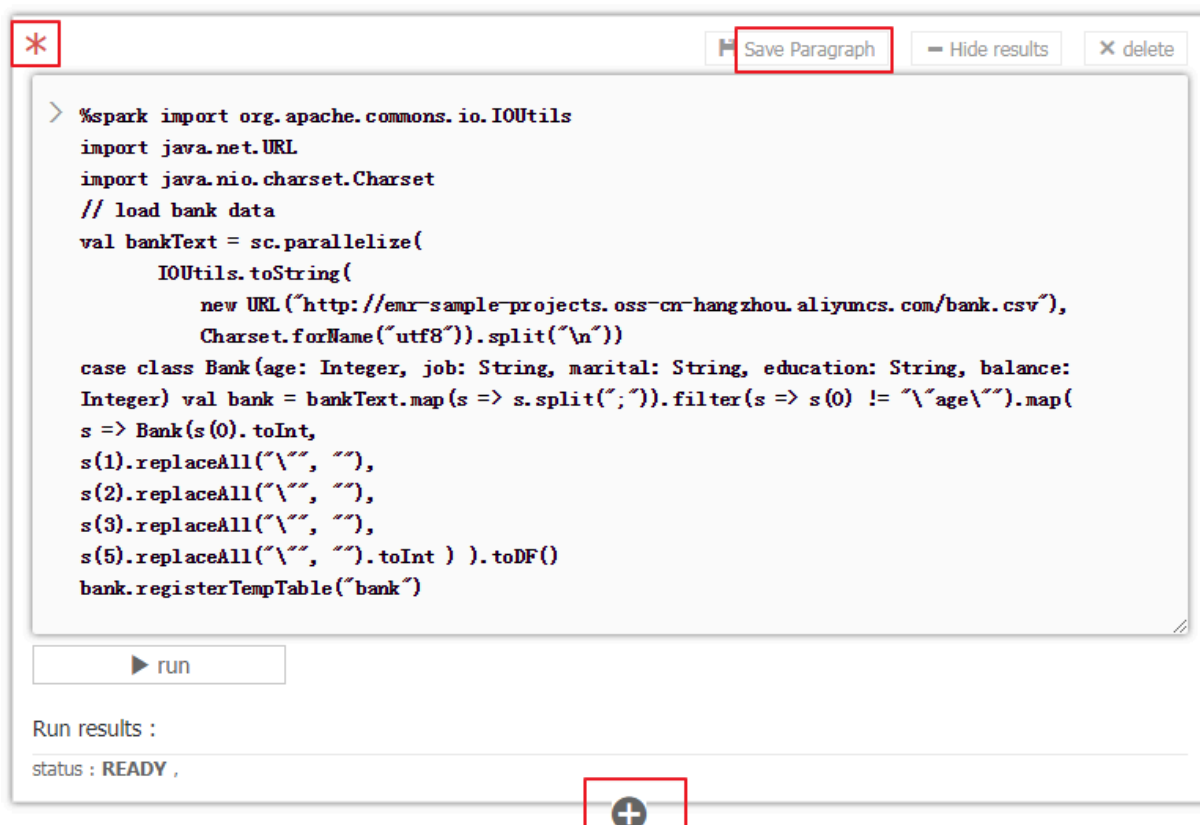 * Save Paragraph − Hide results × delete
> %spark import org.apache.commons.io.IOUtils
import java.net.URL
import java.nio.charset.Charset
// load bank data
val bankText = sc.parallelize(
IOUtils.toString(
new URL("http://emr-sample-projects.oss-cn-hangzhou.aliyuncs.com/bank.csv"),
Charset.forName("utf8")).split("\n"))
case class Bank(age: Integer, job: String, marital: String, education: String, balance:
Integer) val bank = bankText.map(s => s.split(";")).filter(s => s(0) != "\"age\"").map(
s => Bank(s(0).toInt,
s(1).replaceAll("\"", ""),
s(2).replaceAll("\"", ""),
s(3).replaceAll("\"", ""),
s(5).replaceAll("\"", "").toInt ) ).toDF()
bank.registerTempTable("bank")
run
Run results :
status : READY ,